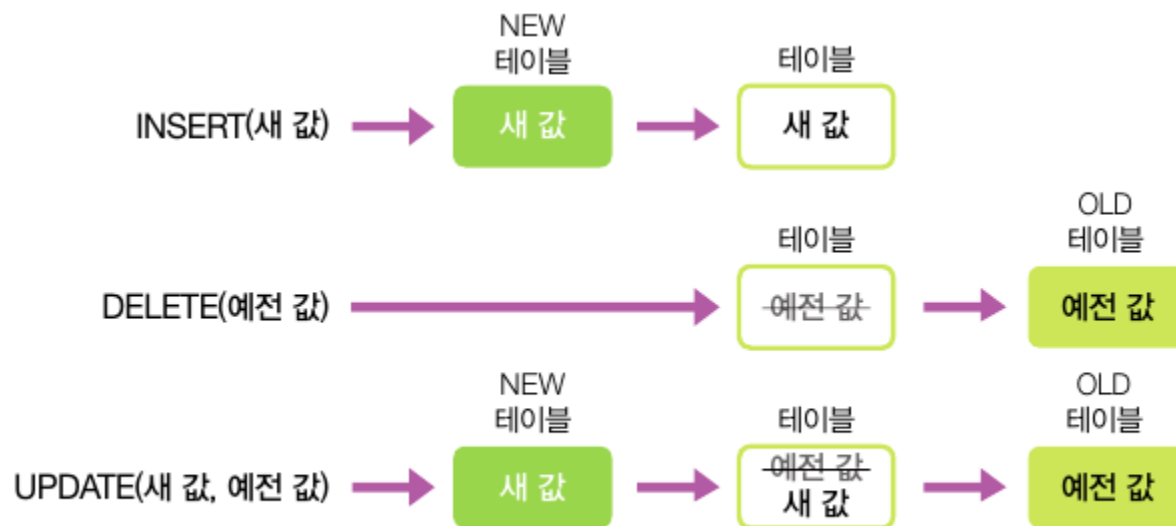 NEW
테이블
테이블
INSERT(새 값)
새 값
새 값
OLD
테이블
테이블
DELETE(예전 값)
예전 값
예전 값
NEW
테이블
테이블
OLD
테이블
UPDATE(새 값, 예전 값)
새 값
예전 값
새 값
예전 값